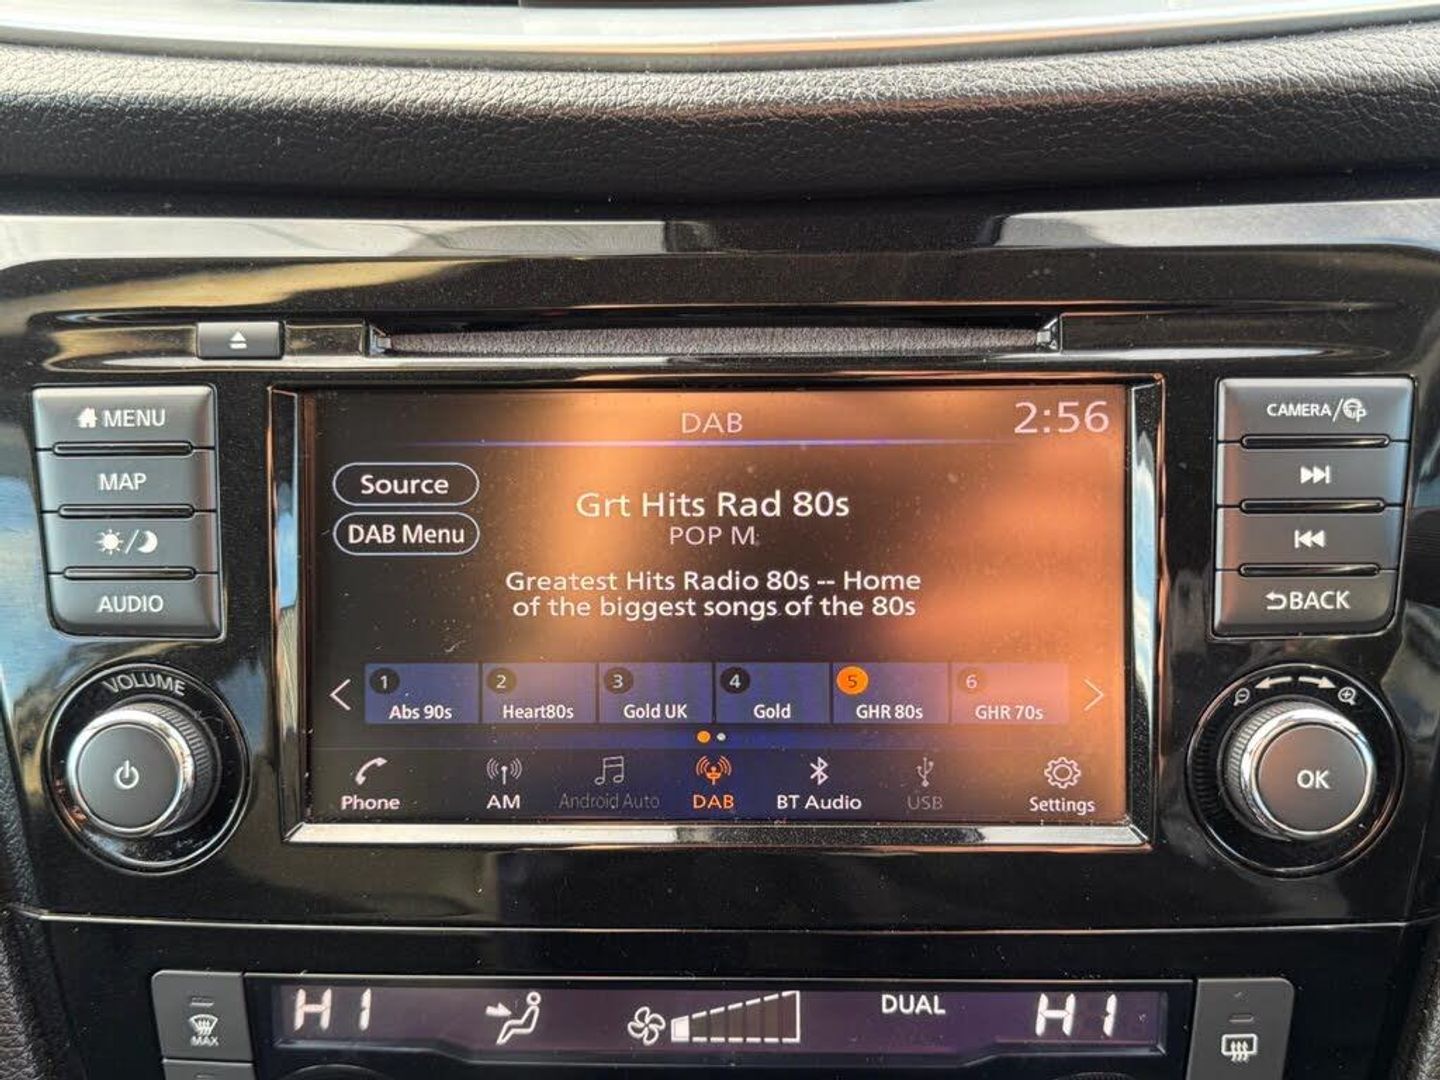 MENU
MAP
AUDIO
VOLUME
DAB
2:56
Source
DAB Menu
Grt Hits Rad 80s
POP M
Greatest Hits Radio 80s -- Home
of the biggest songs of the 80s
1 2 3 4 5 6
Abs 90s Heart80s Gold UK Gold GHR 80s GHR 70s
Phone AM Android Auto DAB BT Audio USB Settings
CAMERA/
BACK
OK
MAX
HI DUAL HI